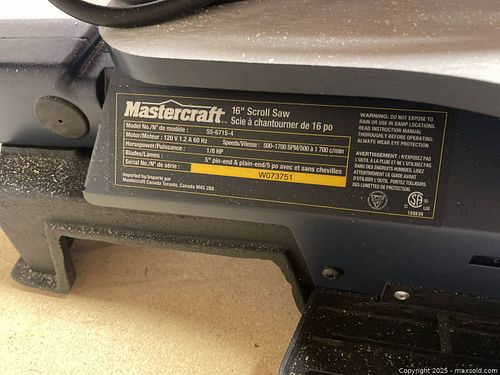 Mastercraft 16" Scroll Saw
Scie à chantourner de 16 po
Model No./N° de modèle : 55-6715-4
Motor/Moteur : 120 V 1.2 A 60 Hz Speeds/Vitesse : 500-1700 SPM/500 à 1 700 c/min
Horsepower/Puissance : 1/8 HP
Blades/Lames : 5" pin-end & plain-end/5 po avec et sans chevilles
Serial No./N° de série : W073751
Imported by/Importé par
Mastercraft Canada Toronto, Canada M4S 2B8
WARNING: DO NOT EXPOSE TO
RAIN OR USE IN DAMP LOCATIONS.
READ INSTRUCTION MANUAL
THOROUGHLY BEFORE OPERATING.
ALWAYS WEAR EYE PROTECTION.
AVERTISSEMENT : N'EXPOSEZ PAS
L'OUTIL À LA PLUIE ET NE L'UTILISEZ PAS
DANS DES ENDROITS HUMIDES. LISEZ
ATTENTIVEMENT CE GUIDE AVANT
D'UTILISER L'OUTIL. PORTEZ TOUJOURS
DES LUNETTES DE PROTECTION.
SA
US
Copyright © 2025 - maxsold.com